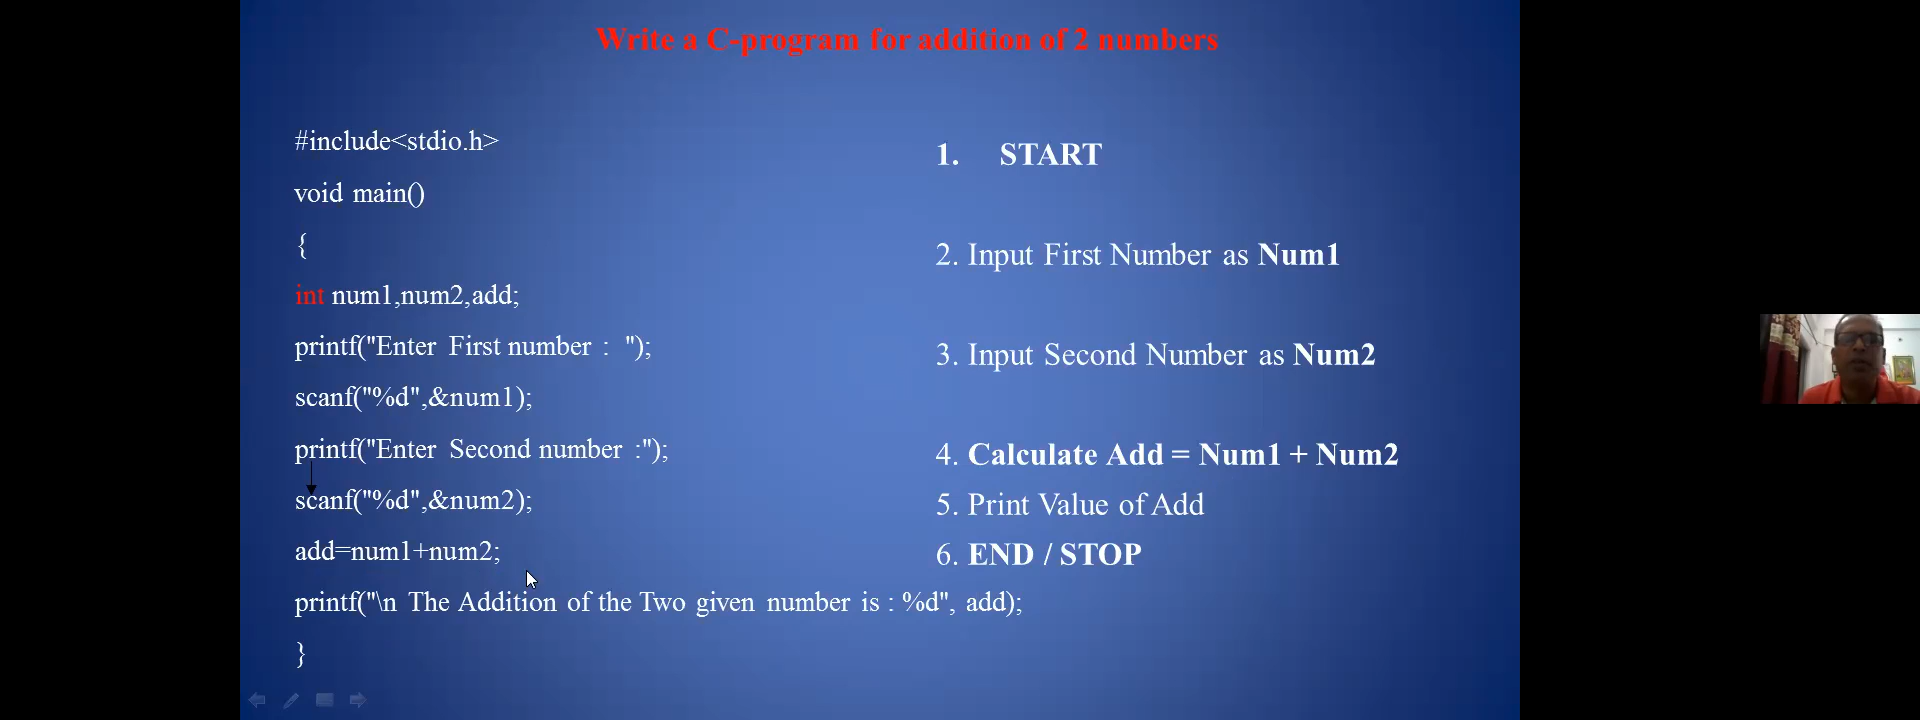 Write a C-program for addition of 2 numbers
#include<stdio.h>
void main()
{
int num1,num2,add;
printf("Enter First number : ");
scanf("%d",&num1);
printf("Enter Second number :");
scanf("%d",&num2);
add=num1+num2;
printf("\n The Addition of the Two given number is : %d", add);
}
1. START
2. Input First Number as Num1
3. Input Second Number as Num2
4. Calculate Add = Num1 + Num2
5. Print Value of Add
6. END / STOP